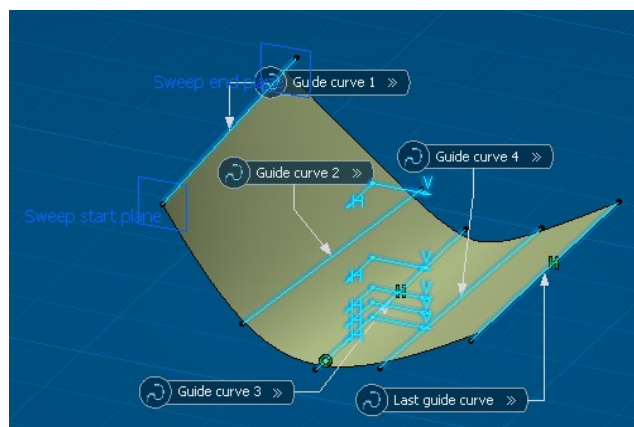 Sweep end plane
Guide curve 1 »
Guide curve 4 »
Guide curve 2 »
V
H
Sweep start plane
V
H
H
H
V
V
V
H
H
H
Guide curve 3 »
Last guide curve »